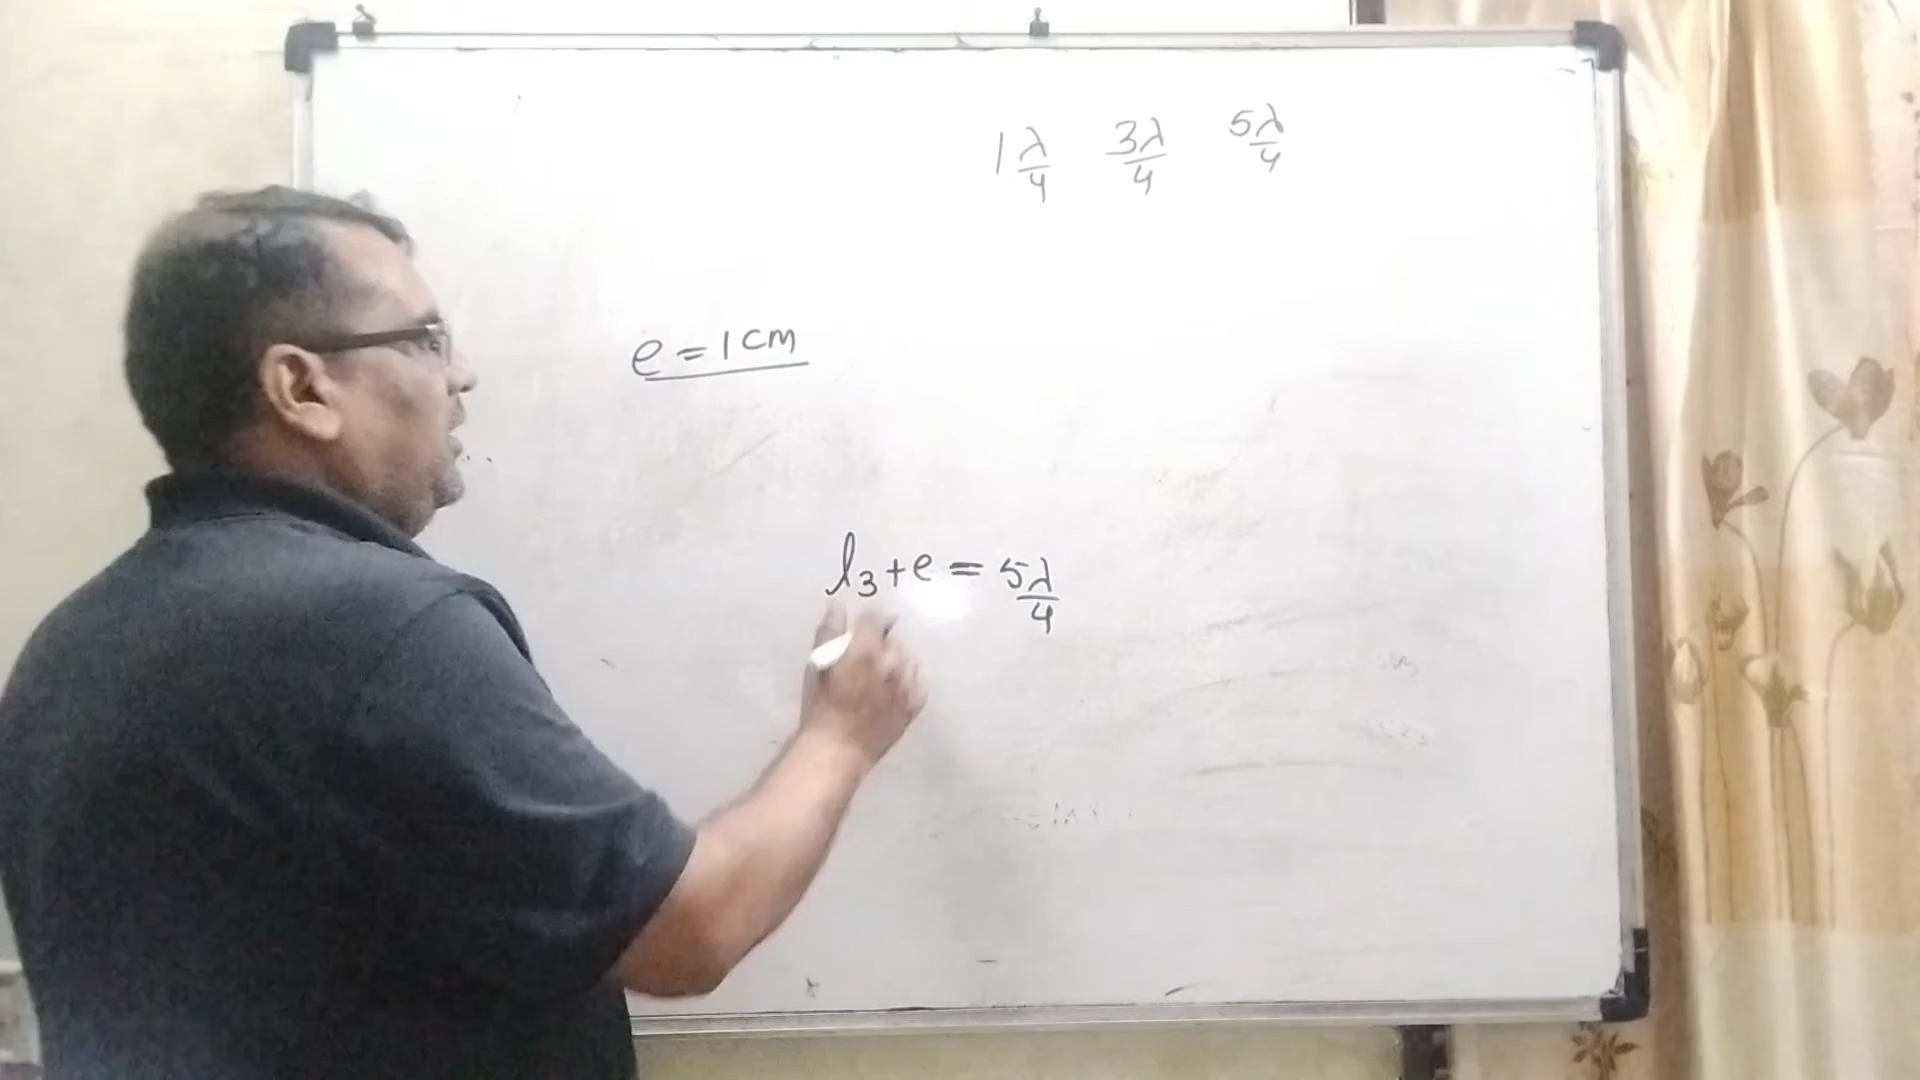 1λ/4 3λ/4 5λ/4
e = 1 cm
l₃ + e = 5λ/4